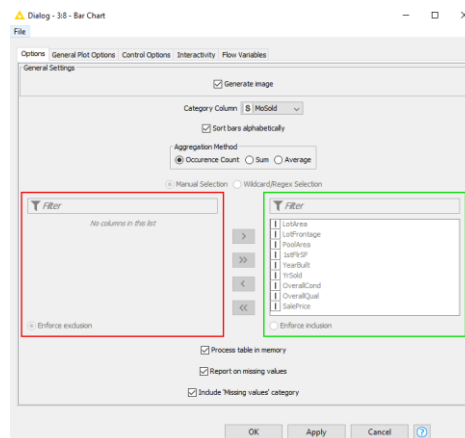 Dialog - 3:8 - Bar Chart
File
Options General Plot Options Control Options Interactivity Flow Variables
General Settings
Generate image
Category Column S MoSold
Sort bars alphabetically
Aggregation Method
Occurence Count Sum Average
Manual Selection Wildcard/Regex Selection
Filter
No columns in this list
Enforce exclusion
>
>>
<
<<
Filter
I LotArea
I LotFrontage
I PoolArea
I 1stFlrSF
I YearBuilt
I YrSold
I OverallCond
I OverallQual
I SalePrice
Enforce inclusion
Process table in memory
Report on missing values
Include 'Missing values' category
OK Apply Cancel ?